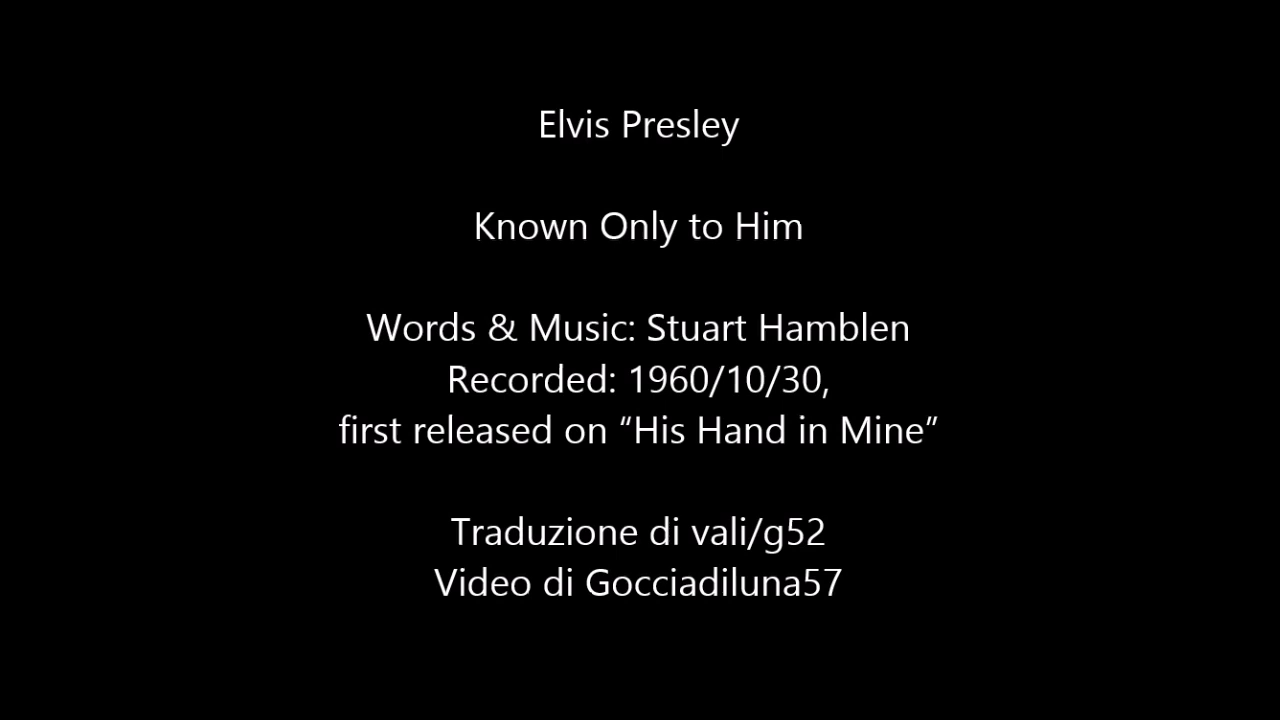 Elvis Presley
Known Only to Him
Words & Music: Stuart Hamblen
Recorded: 1960/10/30,
first released on “His Hand in Mine”
Traduzione di vali/g52
Video di Gocciadiluna57